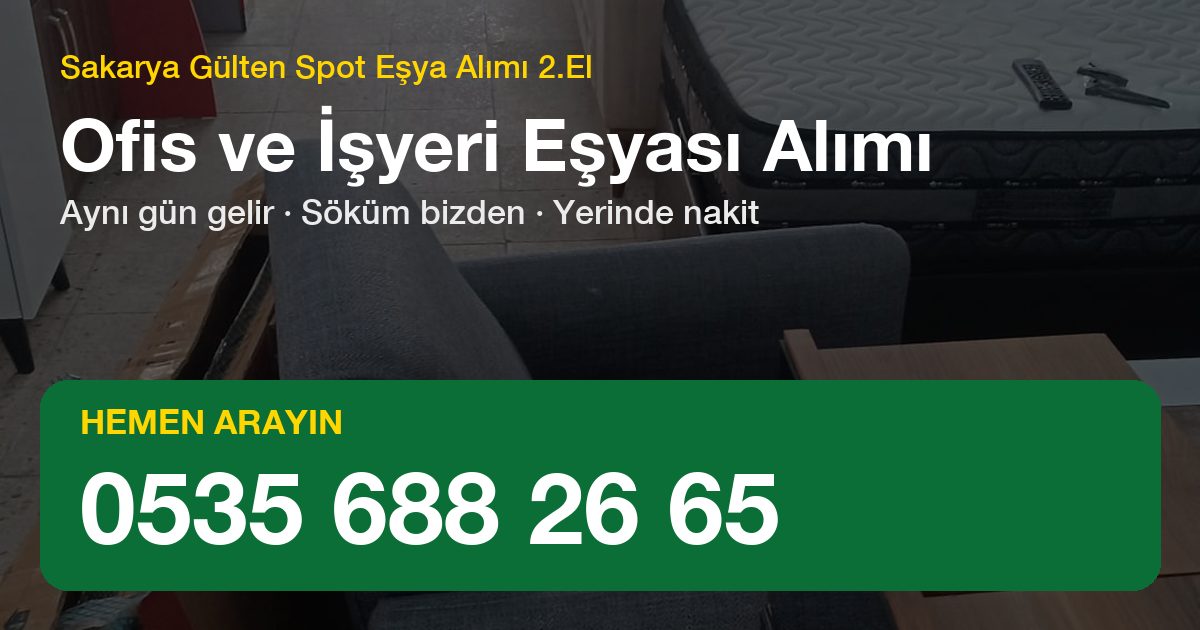 Sakarya Gülten Spot Eşya Alımı 2.El
Ofis ve İşyeri Eşyası Alımı
Aynı gün gelir · Söküm bizden · Yerinde nakit
HEMEN ARAYIN
0535 688 26 65